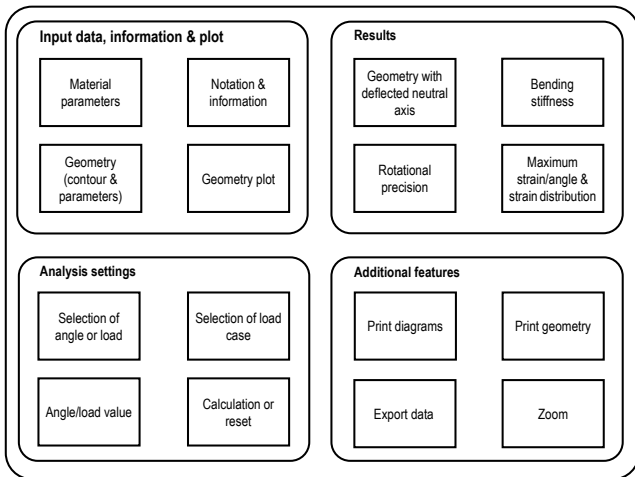 Input data, information & plot
Material
parameters
Notation &
information
Geometry
(contour &
parameters)
Geometry plot
Results
Geometry with
deflected neutral
axis
Bending
stiffness
Rotational
precision
Maximum
strain/angle &
strain distribution
Analysis settings
Selection of
angle or load
Selection of load
case
Angle/load value
Calculation or
reset
Additional features
Print diagrams
Print geometry
Export data
Zoom